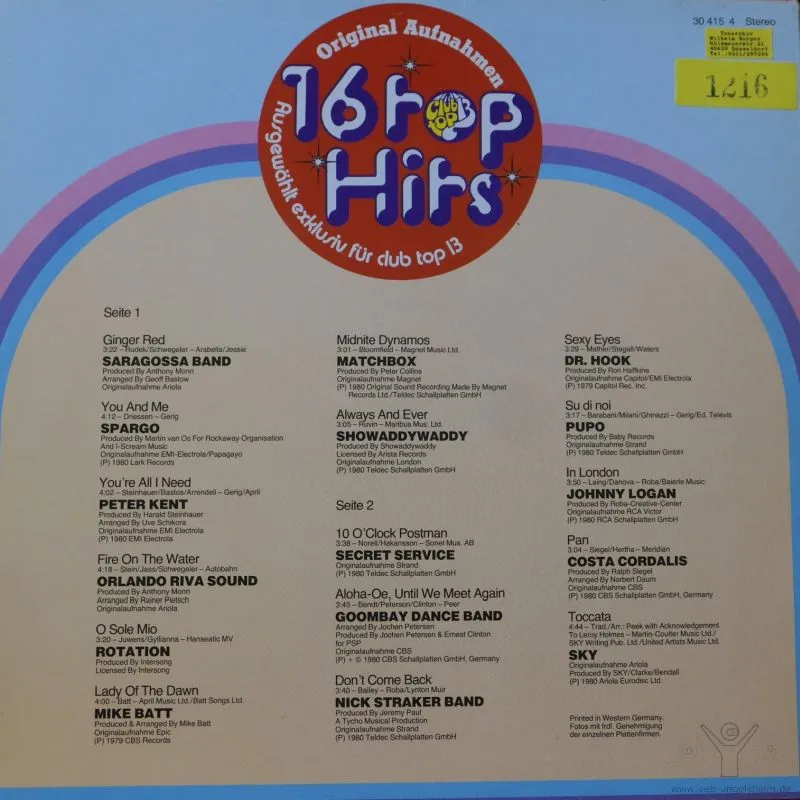 30 415 4 Stereo
Tonarchiv
Wilhelm Burger
40629 Düsseldorf
1216
Original Aufnahmen
16 top
club
top 13
Hits
Ausgewählt exklusiv für club top 13
Seite 1
Ginger Red
3:22 – Rudek/Schwegeler – Arabella/Jessie
SARAGOSSA BAND
Produced By Anthony Monn
Arranged By Geoff Bastow
Originalaufnahme Ariola
You And Me
4:12 – Driessen – Gerig
SPARGO
Produced By Martin van Os For Rockaway Organisation
And I-Scream Music
Originalaufnahme EMI-Electrola/Papagayo
(P) 1980 Lark Records
You're All I Need
4:02 – Steinhauer/Bastos/Arrendell – Gerig/April
PETER KENT
Produced By Harald Steinhauer
Arranged By Uve Schikora
Originalaufnahme EMI Electrola
(P) 1980 EMI Electrola
Fire On The Water
4:18 – Stein/Jass/Schwegeler – Autobahn
ORLANDO RIVA SOUND
Produced By Anthony Monn
Arranged By Rainer Pietsch
Originalaufnahme Ariola
O Sole Mio
3:20 – Juwens/Gyllianna – Hanseatic MV
ROTATION
Produced By Intersong
Licensed By Intersong
Lady Of The Dawn
4:00 – Batt – April Music Ltd./Batt Songs Ltd.
MIKE BATT
Produced & Arranged By Mike Batt
Originalaufnahme Epic
(P) 1979 CBS Records
Midnite Dynamos
3:01 – Bloomfield – Magnet Music Ltd.
MATCHBOX
Produced By Peter Collins
Originalaufnahme Magnet
(P) 1980 Original Sound Recording Made By Magnet
Records Ltd./Teldec Schallplatten GmbH
Always And Ever
3:05 – Ruvin – Maribus Mus. Ltd.
SHOWADDYWADDY
Produced By Showaddywaddy
Licensed By Arista Records
Originalaufnahme London
(P) 1980 Teldec Schallplatten GmbH
Seite 2
10 O'Clock Postman
3:38 – Norell/Hakansson – Sonet Mus. AB
SECRET SERVICE
Originalaufnahme Strand
(P) 1980 Teldec Schallplatten GmbH
Aloha-Oe, Until We Meet Again
3:45 – Bendt/Peterson/Clinton – Peer
GOOMBAY DANCE BAND
Arranged By Jochen Petersen
Produced By Jochen Petersen & Ernest Clinton
for PSP
Originalaufnahme CBS
(P) + © 1980 CBS Schallplatten GmbH, Germany
Don't Come Back
3:40 – Bailey – Roba/Lynton Muir
NICK STRAKER BAND
Produced By Jeremy Paul
A Tycho Musical Production
Originalaufnahme Strand
(P) 1980 Teldec Schallplatten GmbH
Sexy Eyes
3:29 – Mather/Stegall/Waters
DR. HOOK
Produced By Ron Haffkine
Originalaufnahme Capitol/EMI Electrola
(P) 1979 Capitol Rec. Inc.
Su di noi
3:17 – Barabani/Milani/Ghinazzi – Gerig/Ed. Televis
PUPO
Produced By Baby Records
Originalaufnahme Strand
(P) 1980 Teldec Schallplatten GmbH
In London
3:50 – Laing/Danova – Roba/Baierle Music
JOHNNY LOGAN
Produced By Roba-Creative-Center
Originalaufnahme RCA Victor
(P) 1980 RCA Schallplatten GmbH
Pan
3:04 – Siegel/Hertha – Meridian
COSTA CORDALIS
Produced By Ralph Siegel
Arranged By Norbert Daum
Originalaufnahme CBS
(P) 1980 CBS Schallplatten GmbH, Germany
Toccata
4:44 – Trad./Arr.: Peek with Acknowledgement
To Leroy Holmes – Martin-Coulter Music Ltd./
SKY Writing Pub. Ltd./United Artists Music Ltd.
SKY
Originalaufnahme Ariola
Produced By SKY/Clarke/Bendall
(P) 1980 Ariola Eurodisc Ltd.
Printed in Western Germany.
Fotos mit frdl. Genehmigung
der einzelnen Plattenfirmen.